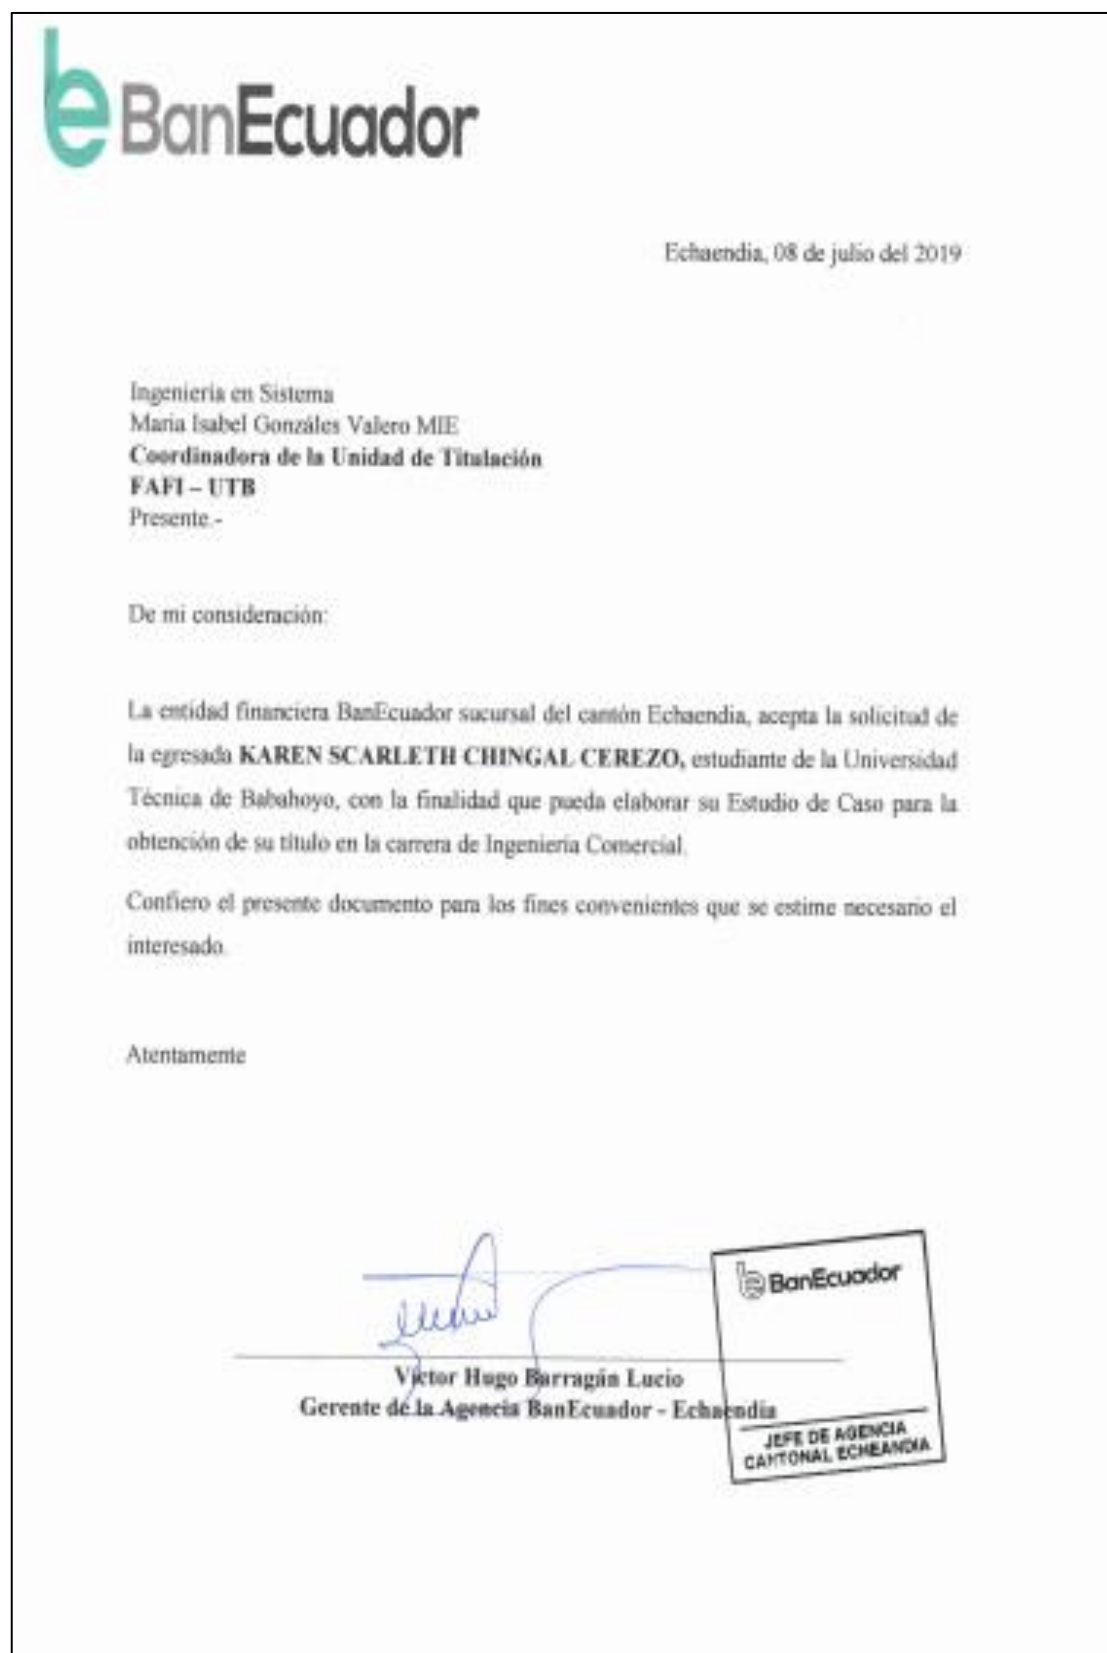 BanEcuador
Echaendia, 08 de julio del 2019
Ingeniería en Sistema
Maria Isabel Gonzáles Valero MIE
Coordinadora de la Unidad de Titulación
FAFI – UTB
Presente.-
De mi consideración:
La entidad financiera BanEcuador sucursal del cantón Echaendia, acepta la solicitud de
la egresada KAREN SCARLETH CHINGAL CEREZO, estudiante de la Universidad
Técnica de Babahoyo, con la finalidad que pueda elaborar su Estudio de Caso para la
obtención de su título en la carrera de Ingeniería Comercial.
Confiero el presente documento para los fines convenientes que se estime necesario el
interesado.
Atentamente
Victor Hugo Barragán Lucio
Gerente de la Agencia BanEcuador - Echaendia
BanEcuador
JEFE DE AGENCIA
CANTONAL ECHEANDIA